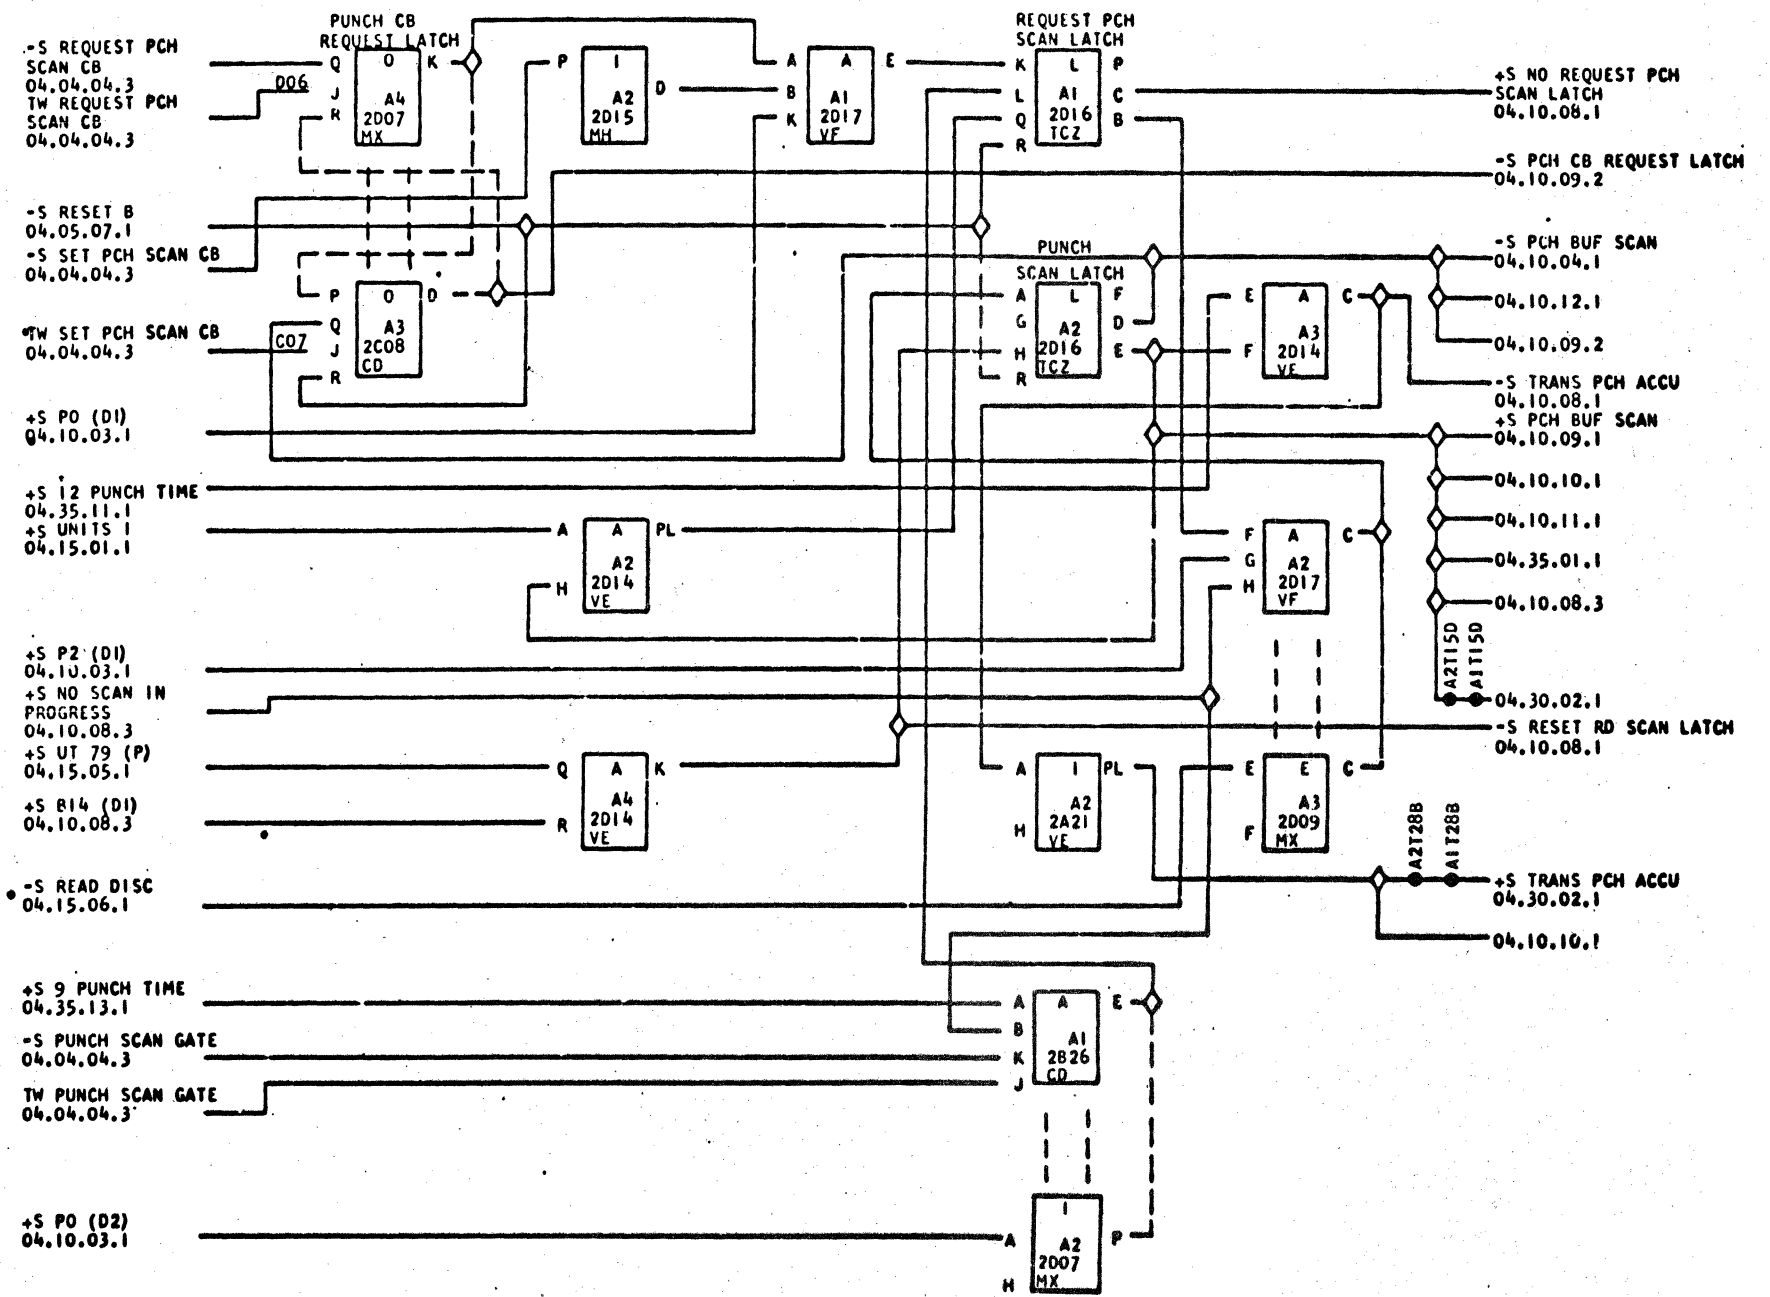 PUNCH CB
REQUEST LATCH
REQUEST PCH
SCAN LATCH
-S REQUEST PCH
SCAN CB
04.04.04.3
TW REQUEST PCH
SCAN CB
04.04.04.3
D06
Q O K
J
A4
R 2D07
MX
P I
A2 D
2D15
MH
A A E
B A1
K 2D17
VF
K L P
L A1 C
Q 2D16 B
TCZ
R
+S NO REQUEST PCH
SCAN LATCH
04.10.08.1
-S PCH CB REQUEST LATCH
04.10.09.2
-S RESET B
04.05.07.1
-S SET PCH SCAN CB
04.04.04.3
TW SET PCH SCAN CB
04.04.04.3
C07
P O D
Q A3
J 2C08
CD
R
PUNCH
SCAN LATCH
A L F
G A2 D
H 2D16 E
TCZ
R
E A C
A3
F 2D14
VE
-S PCH BUF SCAN
04.10.04.1
04.10.12.1
04.10.09.2
-S TRANS PCH ACCU
04.10.08.1
+S PCH BUF SCAN
04.10.09.1
04.10.10.1
04.10.11.1
04.35.01.1
04.10.08.3
A2T15D
A1T15D
04.30.02.1
-S RESET RD SCAN LATCH
04.10.08.1
+S P0 (D1)
04.10.03.1
+S 12 PUNCH TIME
04.35.11.1
+S UNITS 1
04.15.01.1
A A PL
A2
H 2D14
VE
F A C
G A2
H 2D17
VF
+S P2 (D1)
04.10.03.1
+S NO SCAN IN
PROGRESS
04.10.08.3
+S UT 79 (P)
04.15.05.1
+S B14 (D1)
04.10.08.3
Q A K
A4
R 2D14
VE
A I PL
A2
H 2A21
VE
E E C
A3
F 2D09
MX
A2T28B
A1T28B
+S TRANS PCH ACCU
04.30.02.1
04.10.10.1
-S READ DISC
04.15.06.1
+S 9 PUNCH TIME
04.35.13.1
-S PUNCH SCAN GATE
04.04.04.3
TW PUNCH SCAN GATE
04.04.04.3
A A E
B A1
K 2B26
CD
J
+S P0 (D2)
04.10.03.1
I
A A2 P
2D07
H MX